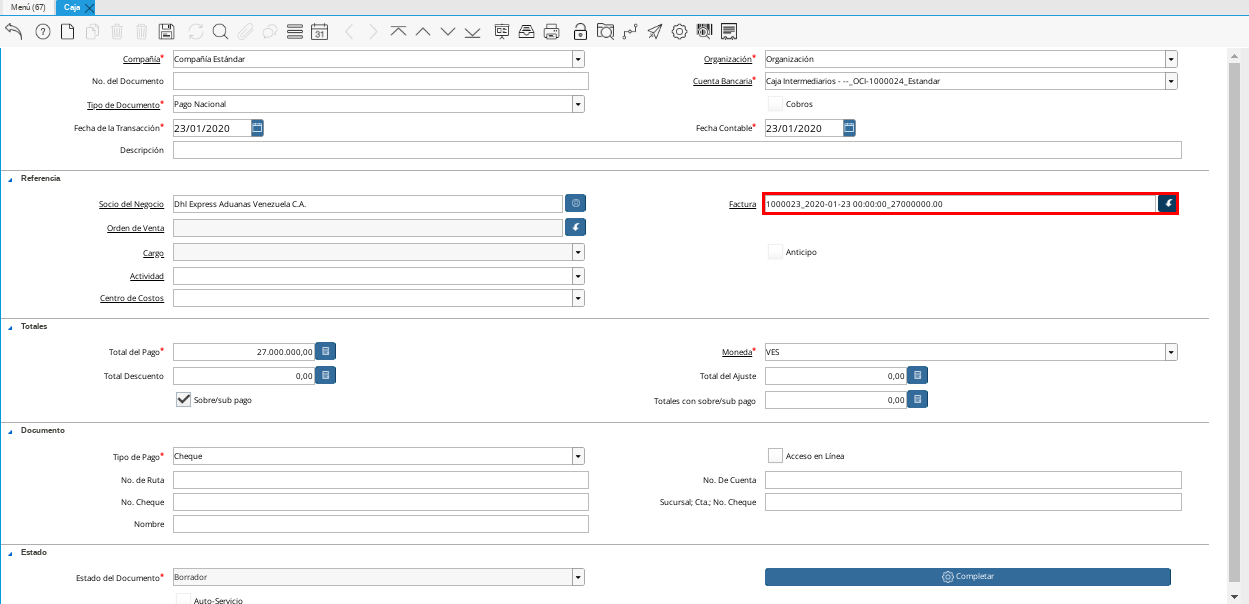 Menú (67) Caja
31
Compañía* Compañía Estándar Organización* Organización
No. del Documento Cuenta Bancaria* Caja Intermediarios - --_OCI-1000024_Estandar
Tipo de Documento* Pago Nacional Cobros
Fecha de la Transacción* 23/01/2020 Fecha Contable* 23/01/2020
Descripción
Referencia
Socio del Negocio Dhl Express Aduanas Venezuela C.A. Factura 1000023_2020-01-23 00:00:00_27000000.00
Orden de Venta
Cargo Anticipo
Actividad
Centro de Costos
Totales
Total del Pago* 27.000.000,00 Moneda* VES
Total Descuento 0,00 Total del Ajuste 0,00
Sobre/sub pago Totales con sobre/sub pago 0,00
Documento
Tipo de Pago* Cheque Acceso en Línea
No. de Ruta No. De Cuenta
No. Cheque Sucursal; Cta.; No. Cheque
Nombre
Estado
Estado del Documento* Borrador Completar
Auto-Servicio